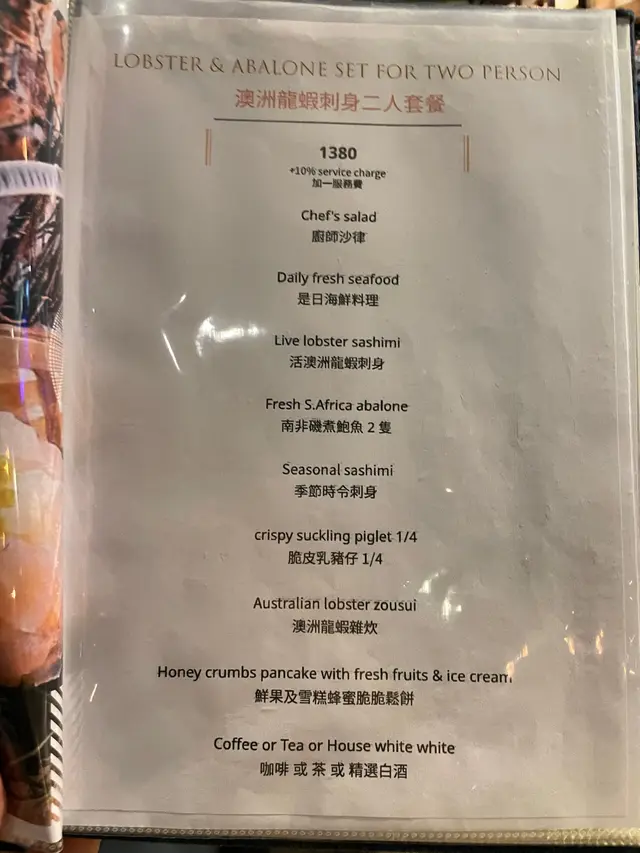 LOBSTER & ABALONE SET FOR TWO PERSON
澳洲龍蝦刺身二人套餐
1380
+10% service charge
加一服務費
Chef's salad
廚師沙律
Daily fresh seafood
是日海鮮料理
Live lobster sashimi
活澳洲龍蝦刺身
Fresh S.Africa abalone
南非磯煮鮑魚 2 隻
Seasonal sashimi
季節時令刺身
crispy suckling piglet 1/4
脆皮乳豬仔 1/4
Australian lobster zousui
澳洲龍蝦雜炊
Honey crumbs pancake with fresh fruits & ice cream
鮮果及雪糕蜂蜜脆脆鬆餅
Coffee or Tea or House white white
咖啡 或 茶 或 精選白酒